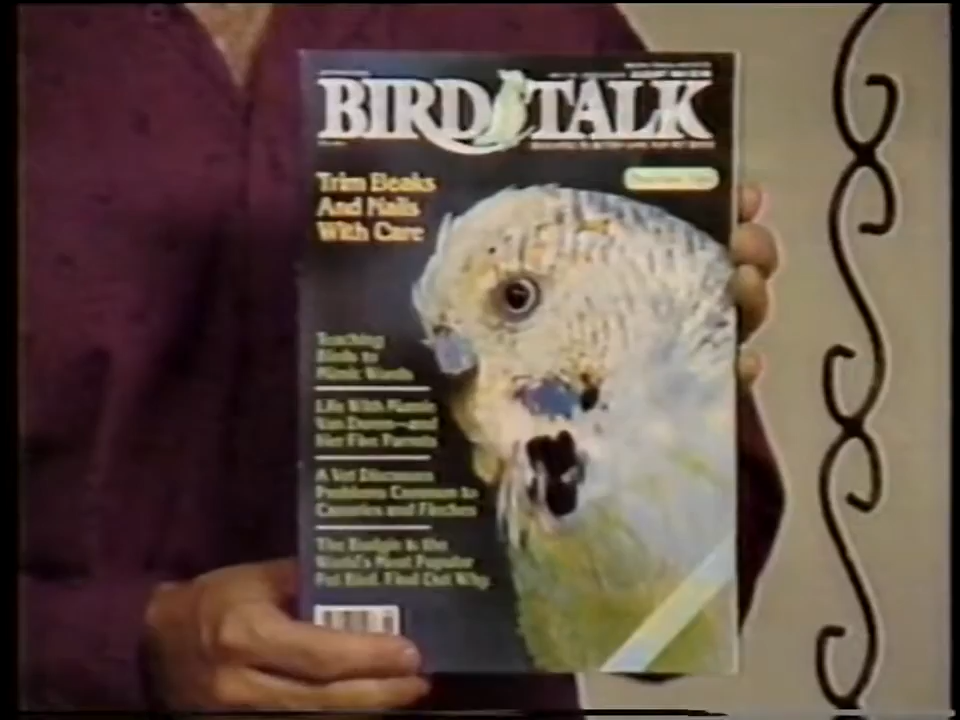 BIRD TALK
Trim Beaks
And Nails
With Care
Teaching
Birds to
Mimic Words
Life With Mamie
Van Doren—and
Her Five Parrots
A Vet Discusses
Problems Common to
Canaries and Finches
The Budgie Is the
World's Most Popular
Pet Bird. Find Out Why.